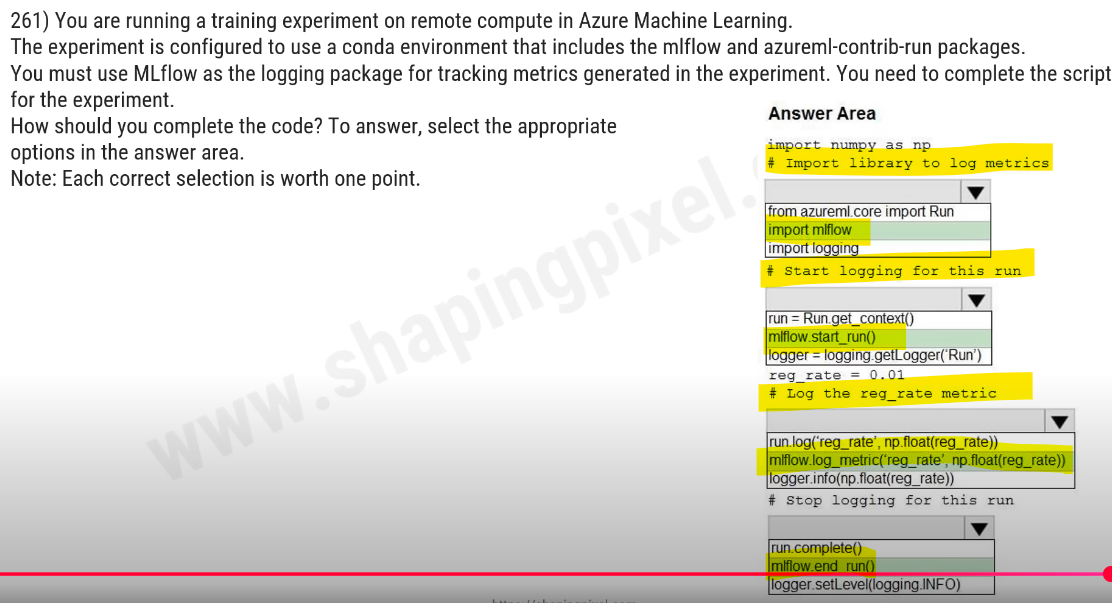 261) You are running a training experiment on remote compute in Azure Machine Learning.
The experiment is configured to use a conda environment that includes the mlflow and azureml-contrib-run packages.
You must use MLflow as the logging package for tracking metrics generated in the experiment. You need to complete the script
for the experiment.
How should you complete the code? To answer, select the appropriate
options in the answer area.
Note: Each correct selection is worth one point.
Answer Area
import numpy as np
# Import library to log metrics
from azureml.core import Run
import mlflow
import logging
# Start logging for this run
run = Run.get_context()
mlflow.start_run()
logger = logging.getLogger('Run')
reg_rate = 0.01
# Log the reg_rate metric
run.log('reg_rate', np.float(reg_rate))
mlflow.log_metric('reg_rate', np.float(reg_rate))
logger.info(np.float(reg_rate))
# Stop logging for this run
run.complete()
mlflow.end_run()
logger.setLevel(logging.INFO)
www.shapingpixel.